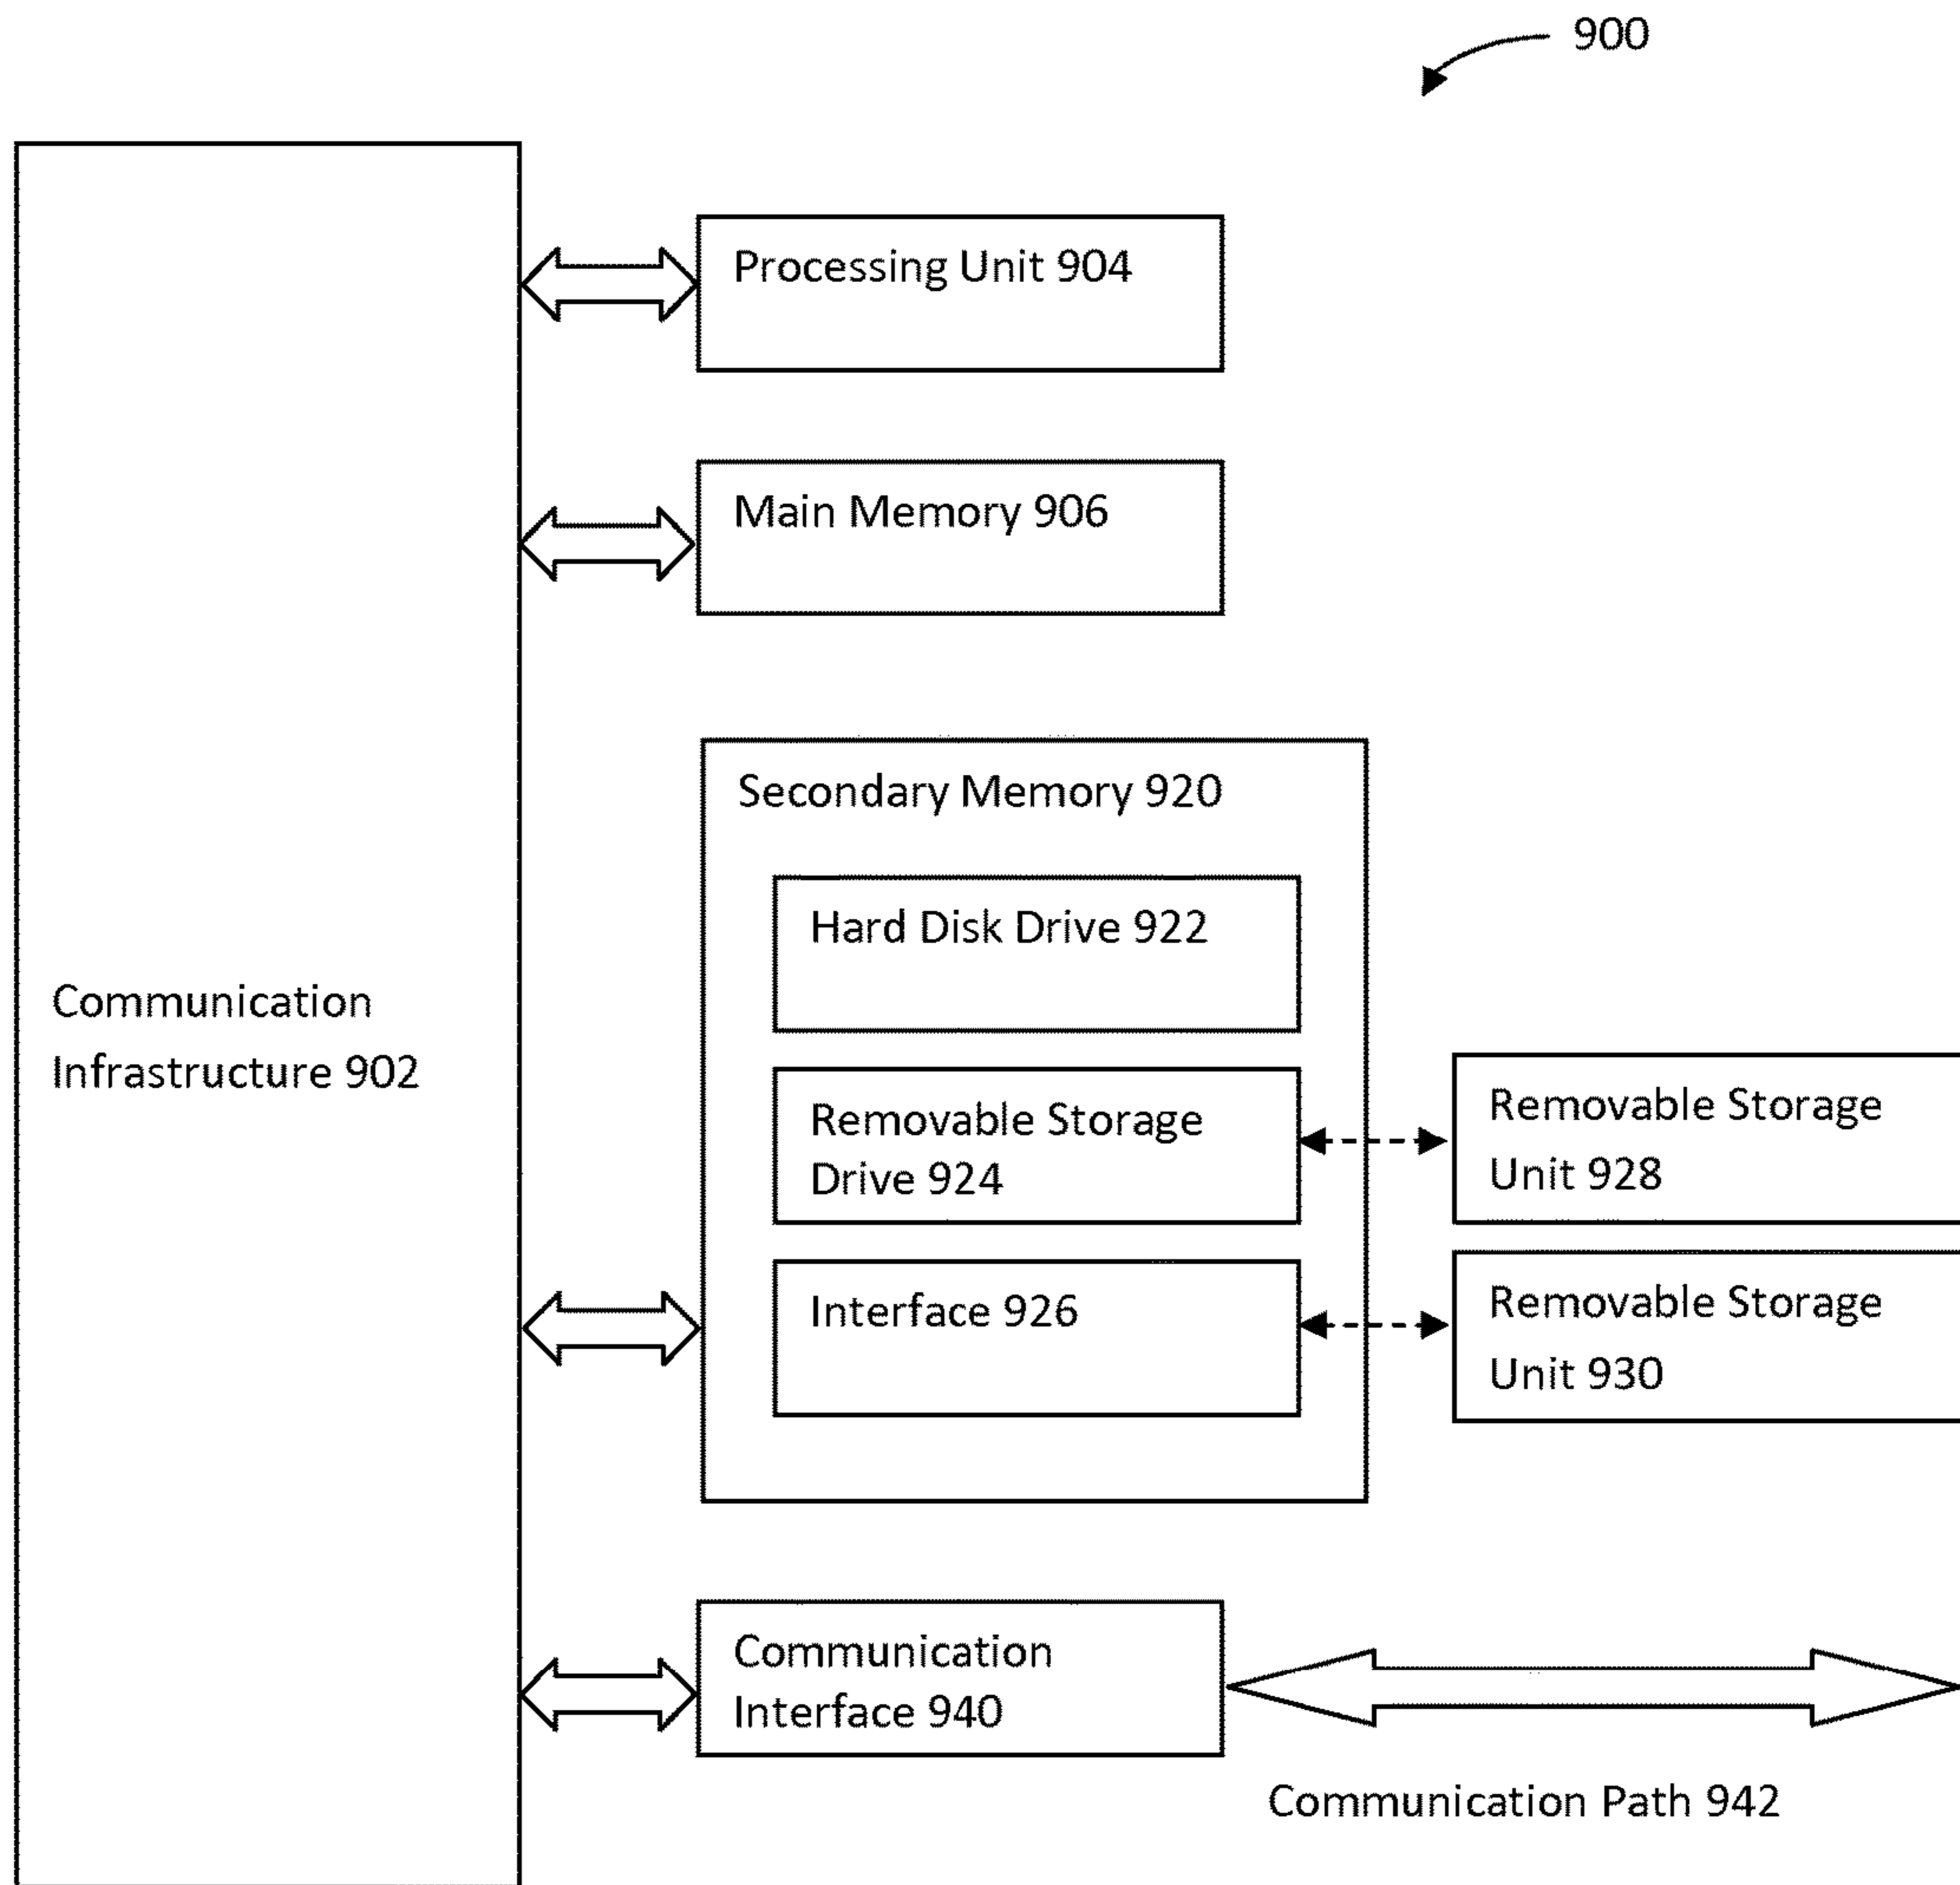 900
Processing Unit 904
Main Memory 906
Secondary Memory 920
Hard Disk Drive 922
Communication
Infrastructure 902
Removable Storage
Drive 924
Removable Storage
Unit 928
Interface 926
Removable Storage
Unit 930
Communication
Interface 940
Communication Path 942